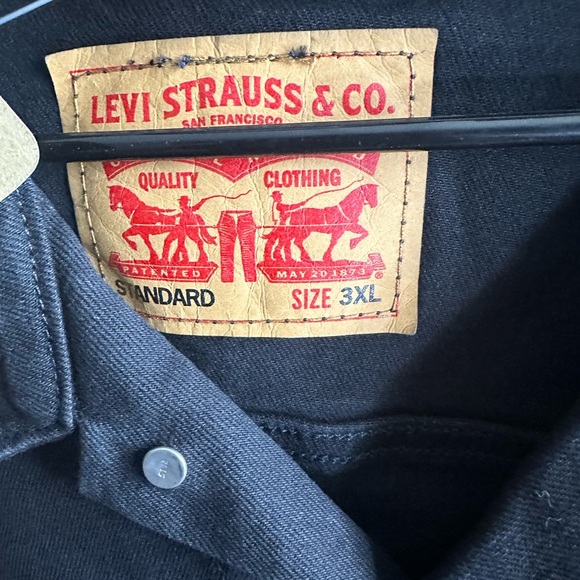 LEVI STRAUSS & CO.
SAN FRANCISCO
QUALITY CLOTHING
PATENTED MAY 20 1873 ®
STANDARD SIZE 3XL